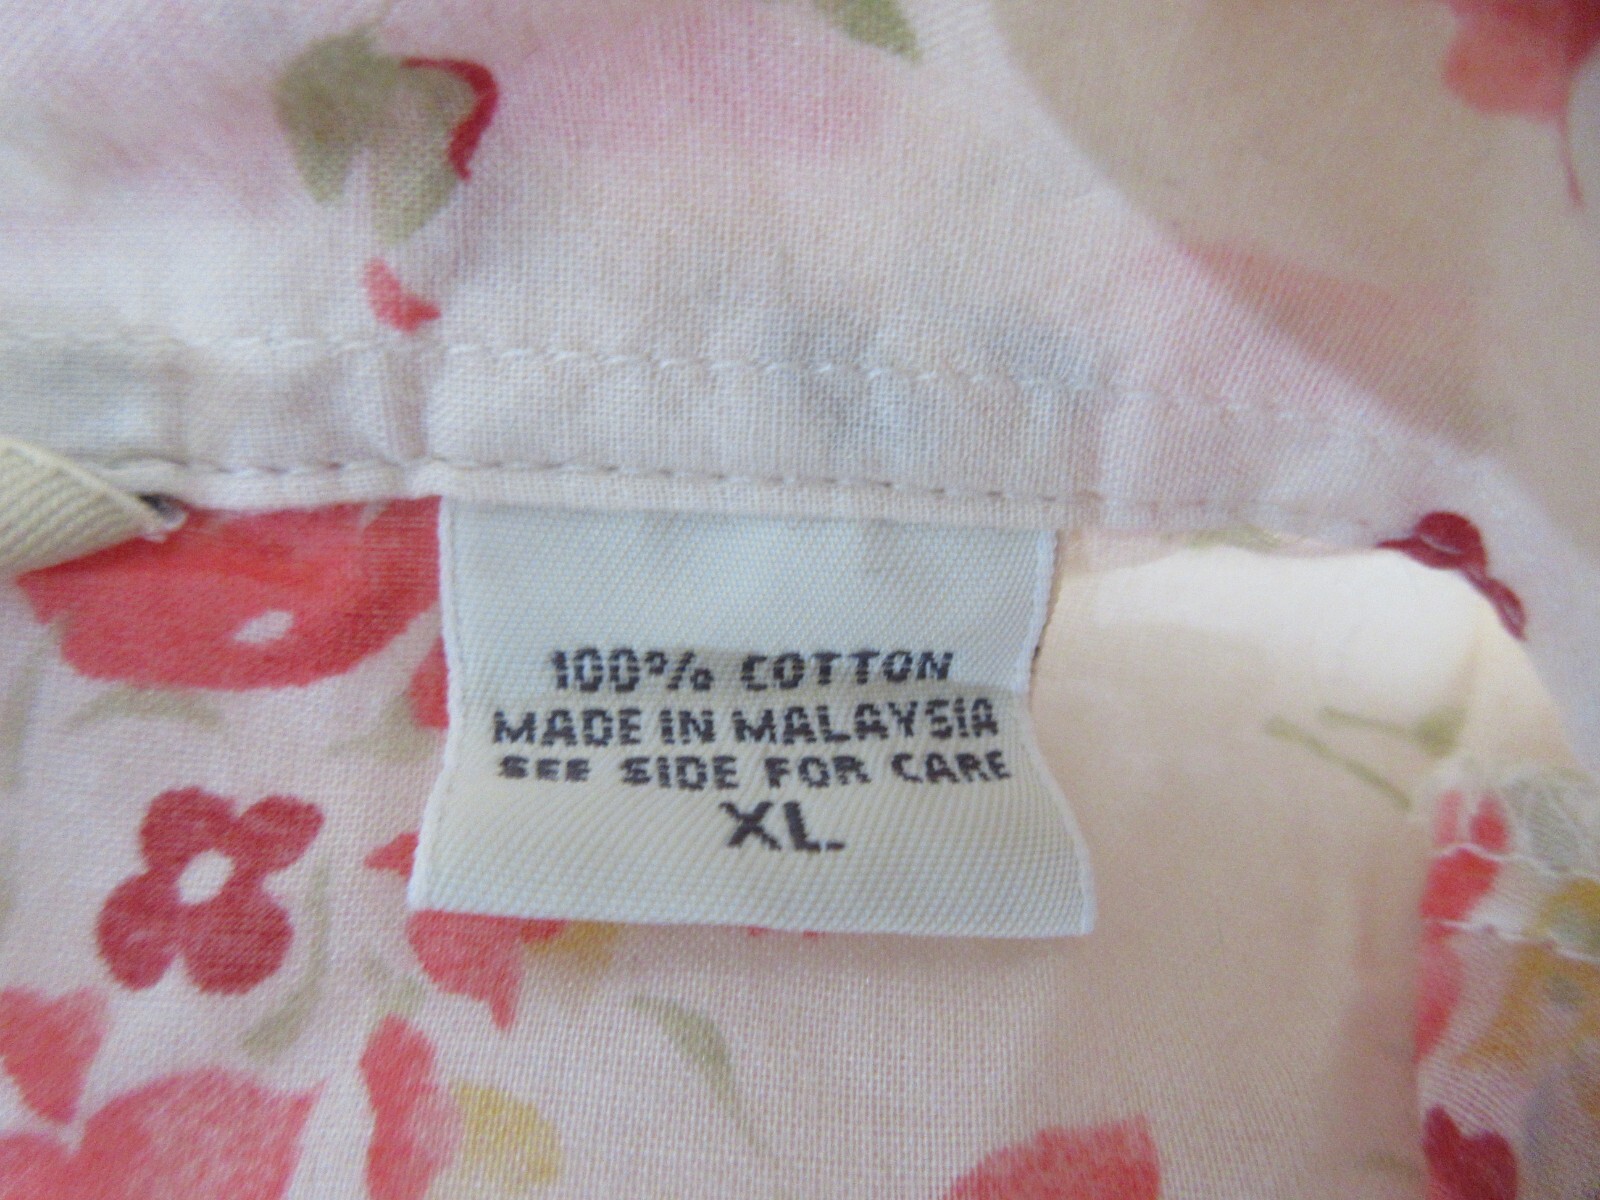 100% COTTON
MADE IN MALAYSIA
SEE SIDE FOR CARE
XL